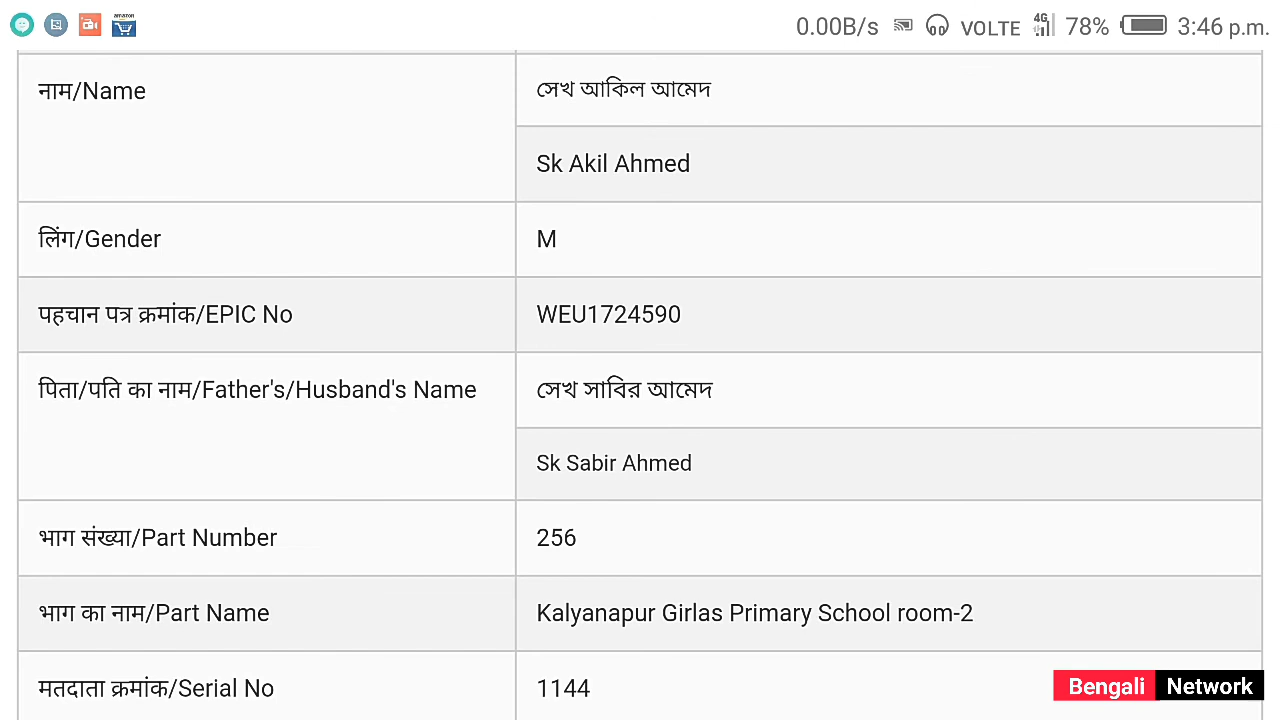 amazon
0.00B/s VOLTE 4G 78% 3:46 p.m.
नाम/Name
সেখ আকিল আমেদ
Sk Akil Ahmed
लिंग/Gender
M
पहचान पत्र क्रमांक/EPIC No
WEU1724590
पिता/पति का नाम/Father's/Husband's Name
সেখ সাবির আমেদ
Sk Sabir Ahmed
भाग संख्या/Part Number
256
भाग का नाम/Part Name
Kalyanapur Girlas Primary School room-2
मतदाता क्रमांक/Serial No
1144
Bengali Network